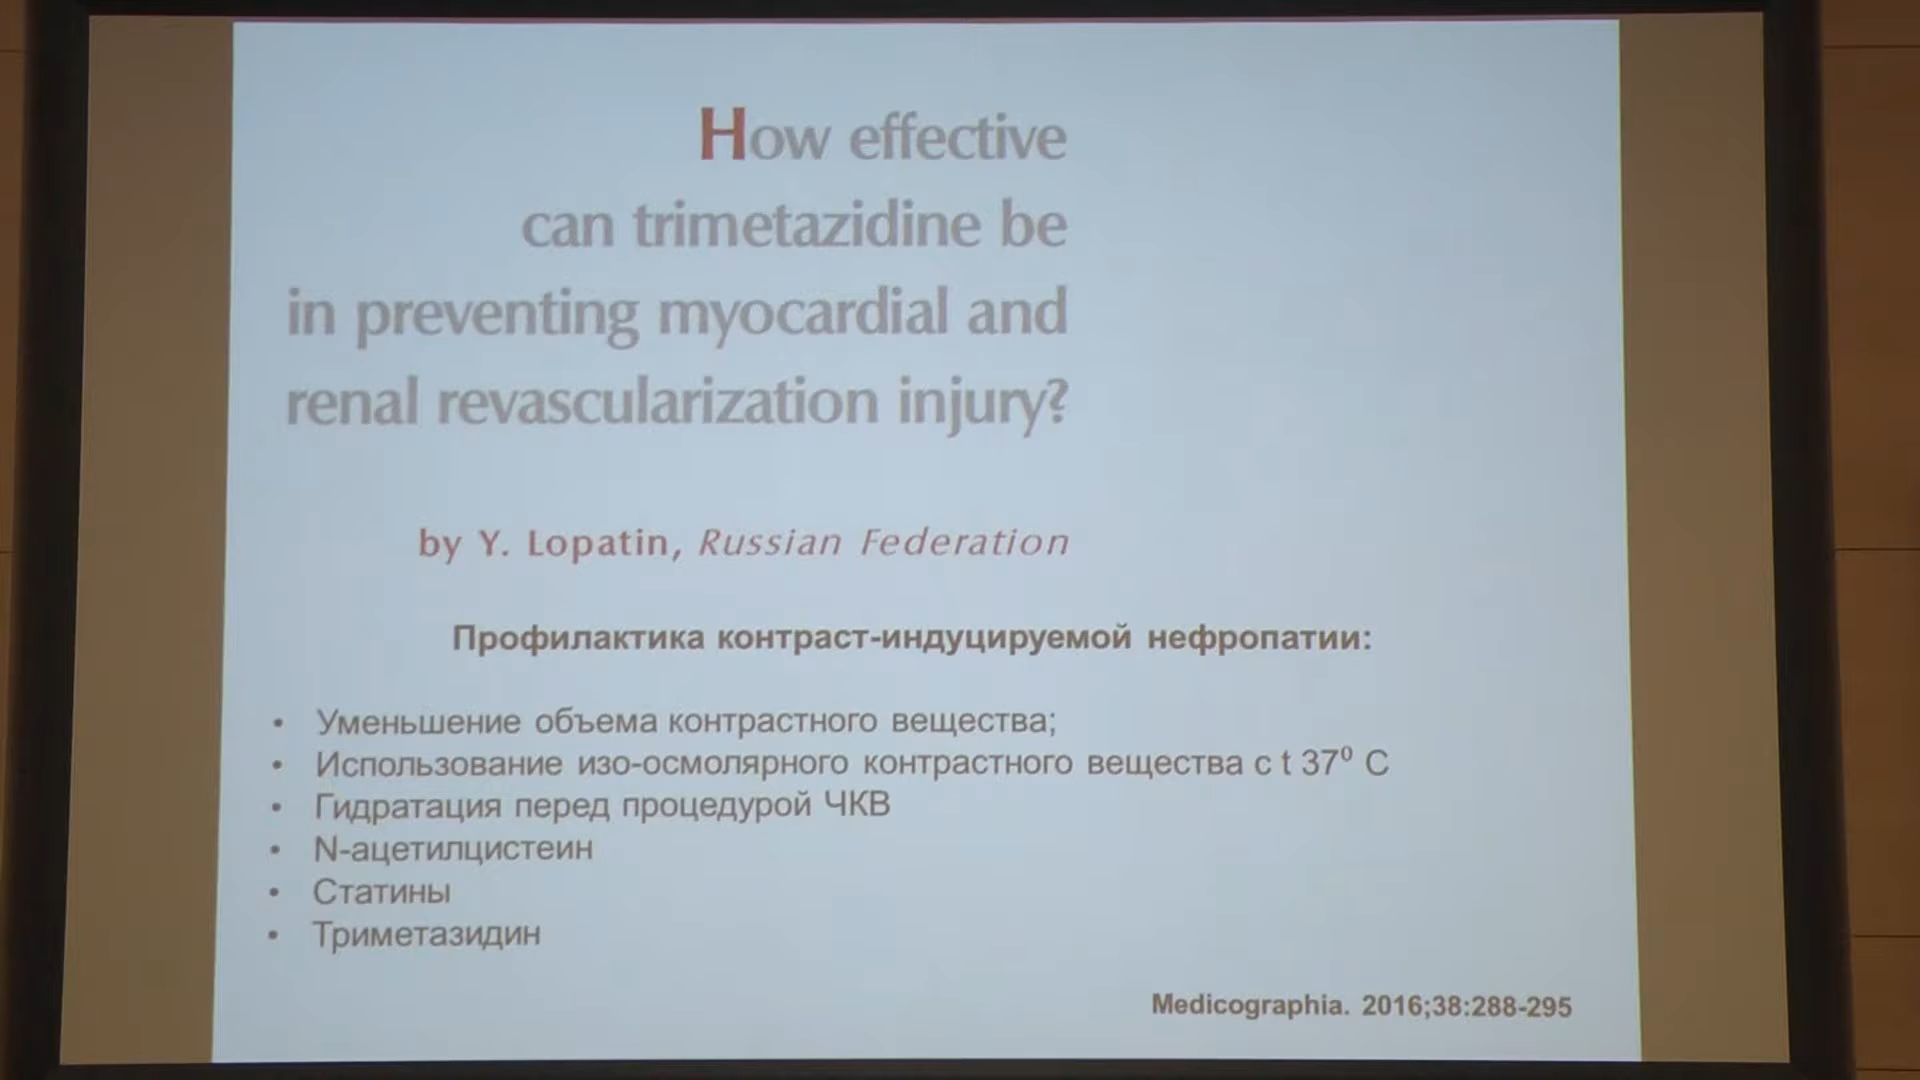 How effective
can trimetazidine be
in preventing myocardial and
renal revascularization injury?
by Y. Lopatin, Russian Federation
Профилактика контраст-индуцируемой нефропатии:
• Уменьшение объема контрастного вещества;
• Использование изо-осмолярного контрастного вещества с t 37⁰ C
• Гидратация перед процедурой ЧКВ
• N-ацетилцистеин
• Статины
• Триметазидин
Medicographia. 2016;38:288-295